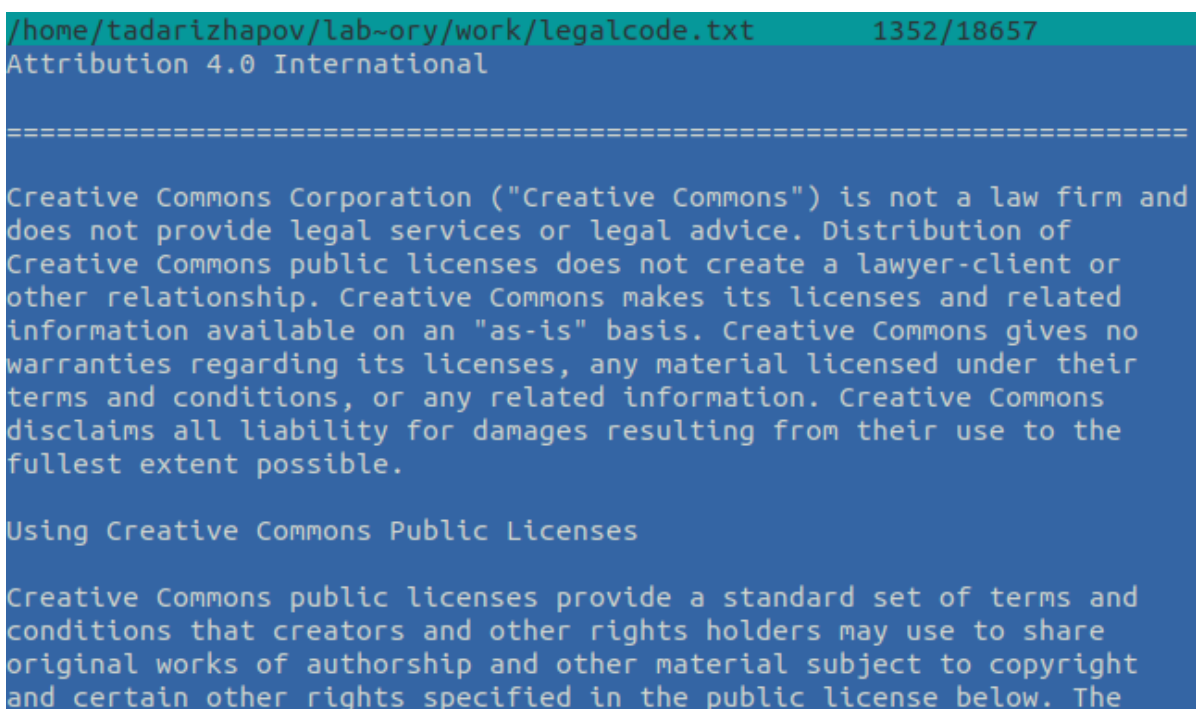 /home/tadarizhapov/lab~ory/work/legalcode.txt 1352/18657
Attribution 4.0 International
=======================================================================
Creative Commons Corporation ("Creative Commons") is not a law firm and
does not provide legal services or legal advice. Distribution of
Creative Commons public licenses does not create a lawyer-client or
other relationship. Creative Commons makes its licenses and related
information available on an "as-is" basis. Creative Commons gives no
warranties regarding its licenses, any material licensed under their
terms and conditions, or any related information. Creative Commons
disclaims all liability for damages resulting from their use to the
fullest extent possible.
Using Creative Commons Public Licenses
Creative Commons public licenses provide a standard set of terms and
conditions that creators and other rights holders may use to share
original works of authorship and other material subject to copyright
and certain other rights specified in the public license below. The